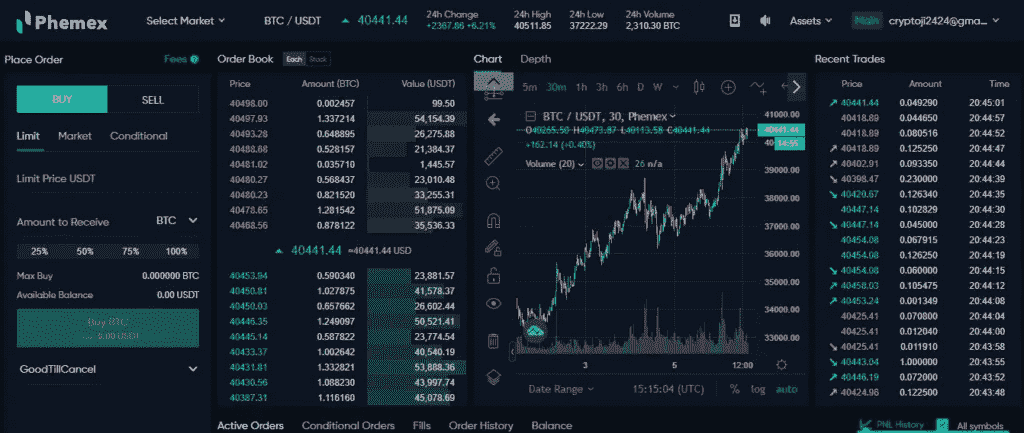 Phemex
Select Market
BTC / USDT
40441.44
24h Change
+2367.86 +6.21%
24h High
40511.85
24h Low
37222.29
24h Volume
2,310.30 BTC
Assets
Main
cryptoji2424@gma...
Place Order
Fees
BUY
SELL
Limit
Market
Conditional
Limit Price USDT
Amount to Receive
BTC
25% 50% 75% 100%
Max Buy
0.000000 BTC
Available Balance
0.00 USDT
Buy BTC
0.00 USDT
GoodTillCancel
Order Book
Each
Stack
Price Amount (BTC) Value (USDT)
40498.00 0.002457 99.50
40497.93 1.337214 54,154.39
40493.28 0.648895 26,275.88
40488.68 0.528157 21,384.37
40481.02 0.035710 1,445.57
40480.27 0.568437 23,010.48
40480.23 0.821520 33,255.31
40478.65 1.281542 51,875.09
40468.56 0.878122 35,536.33
40441.44 ≈40441.44 USD
40453.94 0.590340 23,881.57
40450.81 1.027875 41,578.37
40450.03 0.657662 26,602.44
40446.35 1.249097 50,521.41
40445.14 0.587822 23,774.54
40433.37 1.002642 40,540.19
40431.81 1.332821 53,888.36
40430.56 1.088230 43,997.74
40387.31 1.116160 45,078.69
Chart
Depth
5m 30m 1h 3h 6h D W
BTC / USDT, 30, Phemex
O40265.50 H40473.87 L40113.58 C40441.44
+162.14 (+0.40%)
Volume (20)
26 n/a
41000.00
40441.44
14:55
39000.00
38000.00
37000.00
36000.00
35000.00
34000.00
33000.00
3 5 12:00
Date Range
15:15:04 (UTC)
% log auto
Recent Trades
Price Amount Time
40441.44 0.049290 20:45:01
40418.89 0.044650 20:44:57
40418.89 0.080516 20:44:52
40418.89 0.125250 20:44:47
40402.91 0.093350 20:44:44
40398.47 0.230000 20:44:39
40420.67 0.126340 20:44:35
40447.14 0.102829 20:44:30
40447.14 0.045000 20:44:28
40454.08 0.067915 20:44:23
40454.08 0.126250 20:44:19
40454.08 0.060000 20:44:15
40458.03 0.105475 20:44:12
40453.24 0.001349 20:44:08
40425.41 0.070800 20:44:04
40425.41 0.012040 20:44:00
40425.41 0.011910 20:43:58
40443.04 1.000000 20:43:55
40446.19 0.072000 20:43:52
40424.96 0.122500 20:43:48
Active Orders
Conditional Orders
Fills
Order History
Balance
PNL History
All symbols